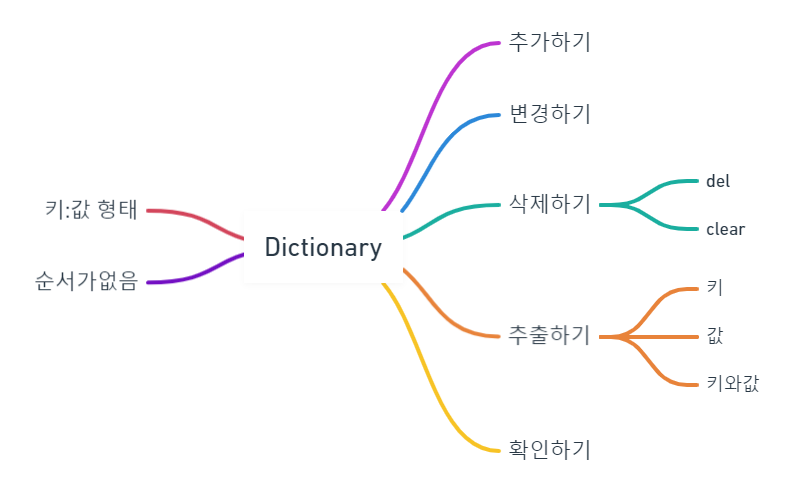 키:값 형태
순서가없음
Dictionary
추가하기
변경하기
삭제하기
del
clear
추출하기
키
값
키와값
확인하기